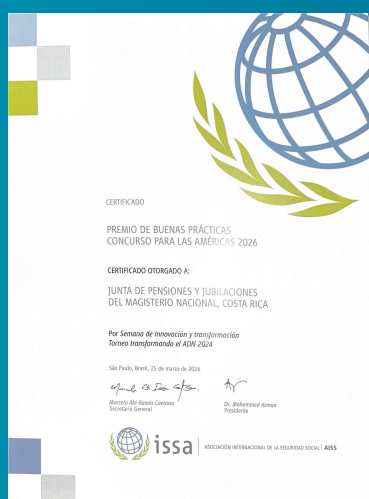 CERTIFICADO
PREMIO DE BUENAS PRÁCTICAS
CONCURSO PARA LAS AMÉRICAS 2026
CERTIFICADO OTORGADO A:
JUNTA DE PENSIONES Y JUBILACIONES
DEL MAGISTERIO NACIONAL, COSTA RICA
Por Semana de innovación y transformación
Torneo transformando el ADN 2024
São Paulo, Brasil, 25 de marzo de 2026
Marcelo Abi-Ramia Caetano
Secretario General
Dr. Mohammed Azman
Presidente
issa
ASOCIACIÓN INTERNACIONAL DE LA SEGURIDAD SOCIAL | AISS